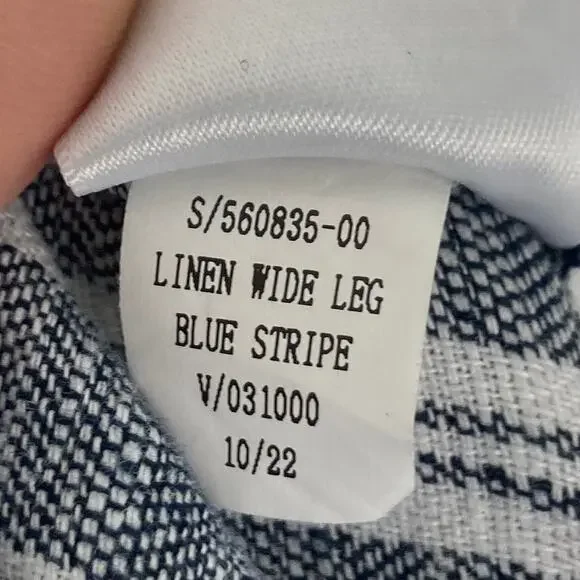 S/560835-00
LINEN WIDE LEG
BLUE STRIPE
V/031000
10/22